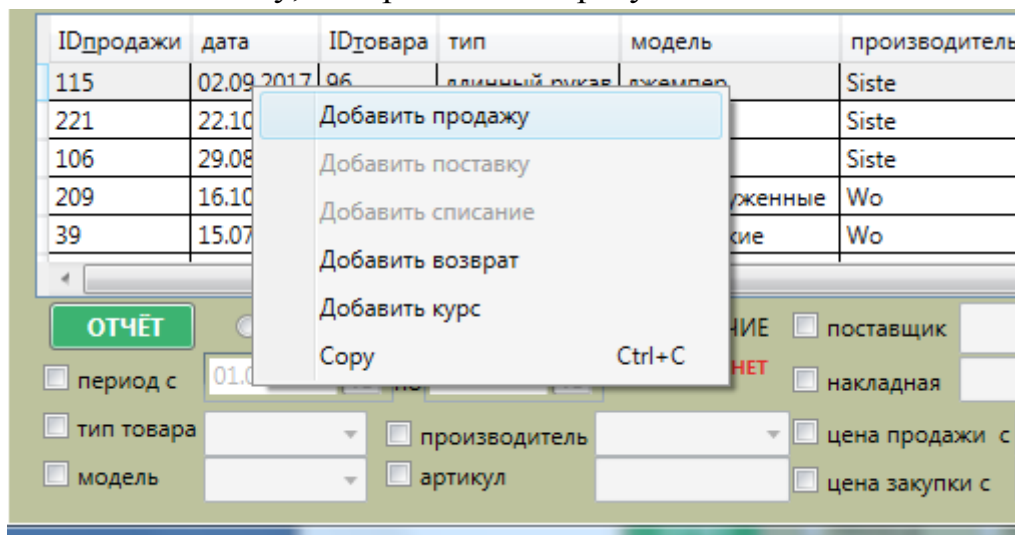 IDпродажи дата IDтовара тип модель производитель
115 02.09.2017 96 длинный рукав джемпер Siste
221 22.10 Siste
106 29.08 Siste
209 16.10 Wo
39 15.07 Wo
Добавить продажу
Добавить поставку
Добавить списание
Добавить возврат
Добавить курс
Copy Ctrl+C
ОТЧЁТ поставщик
период с 01.0 по НЕТ накладная
тип товара производитель цена продажи с
модель артикул цена закупки с